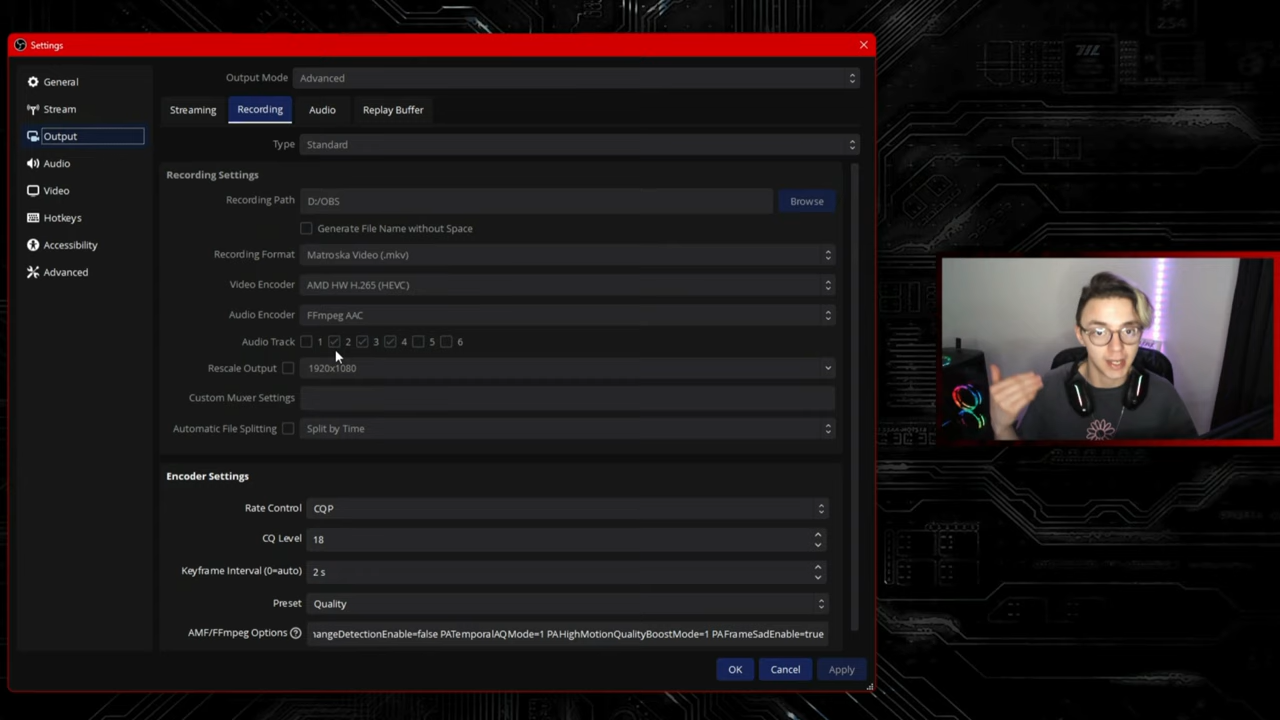 Settings
General
Stream
Output
Audio
Video
Hotkeys
Accessibility
Advanced
Output Mode Advanced
Streaming Recording Audio Replay Buffer
Type Standard
Recording Settings
Recording Path D:/OBS Browse
Generate File Name without Space
Recording Format Matroska Video (.mkv)
Video Encoder AMD HW H.265 (HEVC)
Audio Encoder FFmpeg AAC
Audio Track 1 2 3 4 5 6
Rescale Output 1920x1080
Custom Muxer Settings
Automatic File Splitting Split by Time
Encoder Settings
Rate Control CQP
CQ Level 18
Keyframe Interval (0=auto) 2 s
Preset Quality
AMF/FFmpeg Options ? angeDetectionEnable=false PATemporalAQMode=1 PAHighMotionQualityBoostMode=1 PAFrameSadEnable=true
OK Cancel Apply